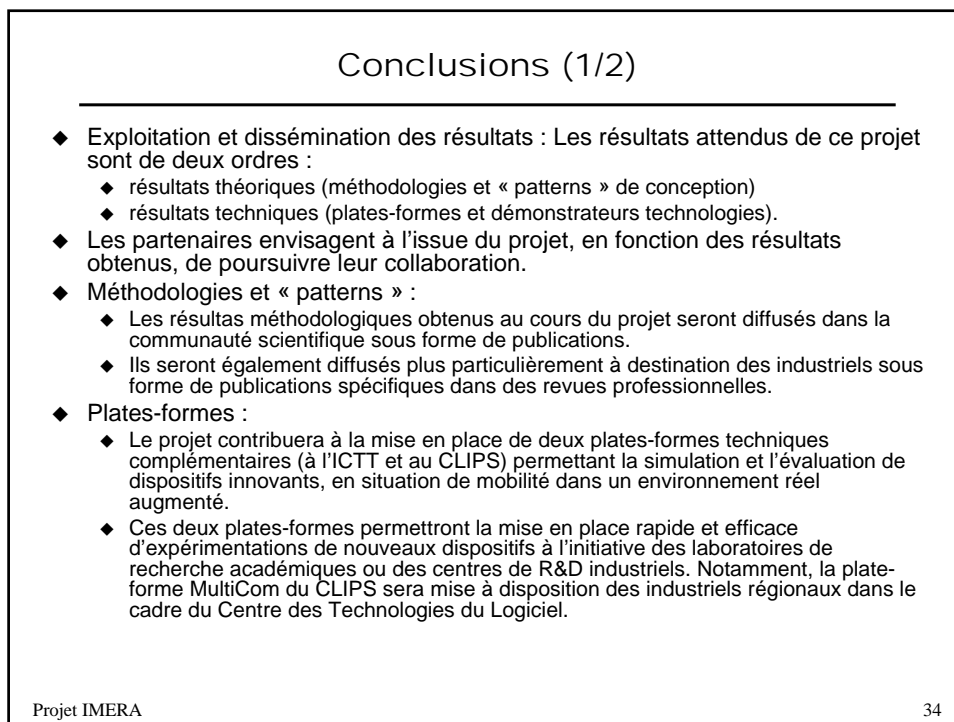 Conclusions (1/2)
◆ Exploitation et dissémination des résultats : Les résultats attendus de ce projet
sont de deux ordres :
◆ résultats théoriques (méthodologies et « patterns » de conception)
◆ résultats techniques (plates-formes et démonstrateurs technologies).
◆ Les partenaires envisagent à l'issue du projet, en fonction des résultats
obtenus, de poursuivre leur collaboration.
◆ Méthodologies et « patterns » :
◆ Les résultas méthodologiques obtenus au cours du projet seront diffusés dans la
communauté scientifique sous forme de publications.
◆ Ils seront également diffusés plus particulièrement à destination des industriels sous
forme de publications spécifiques dans des revues professionnelles.
◆ Plates-formes :
◆ Le projet contribuera à la mise en place de deux plates-formes techniques
complémentaires (à l'ICTT et au CLIPS) permettant la simulation et l'évaluation de
dispositifs innovants, en situation de mobilité dans un environnement réel
augmenté.
◆ Ces deux plates-formes permettront la mise en place rapide et efficace
d'expérimentations de nouveaux dispositifs à l'initiative des laboratoires de
recherche académiques ou des centres de R&D industriels. Notamment, la plate-
forme MultiCom du CLIPS sera mise à disposition des industriels régionaux dans le
cadre du Centre des Technologies du Logiciel.
Projet IMERA
34